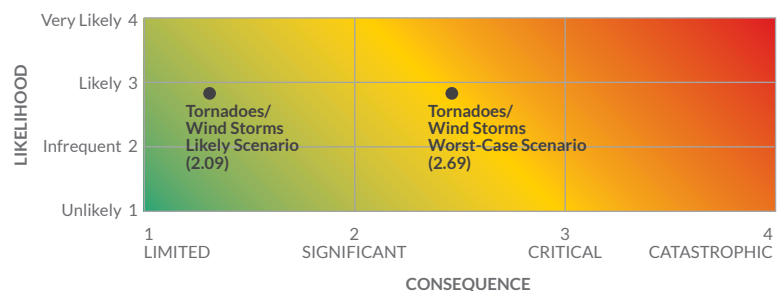 Very Likely 4
Likely 3
Infrequent 2
Unlikely 1
LIKELIHOOD
Tornadoes/
Wind Storms
Likely Scenario
(2.09)
Tornadoes/
Wind Storms
Worst-Case Scenario
(2.69)
1 2 3 4
LIMITED SIGNIFICANT CRITICAL CATASTROPHIC
CONSEQUENCE